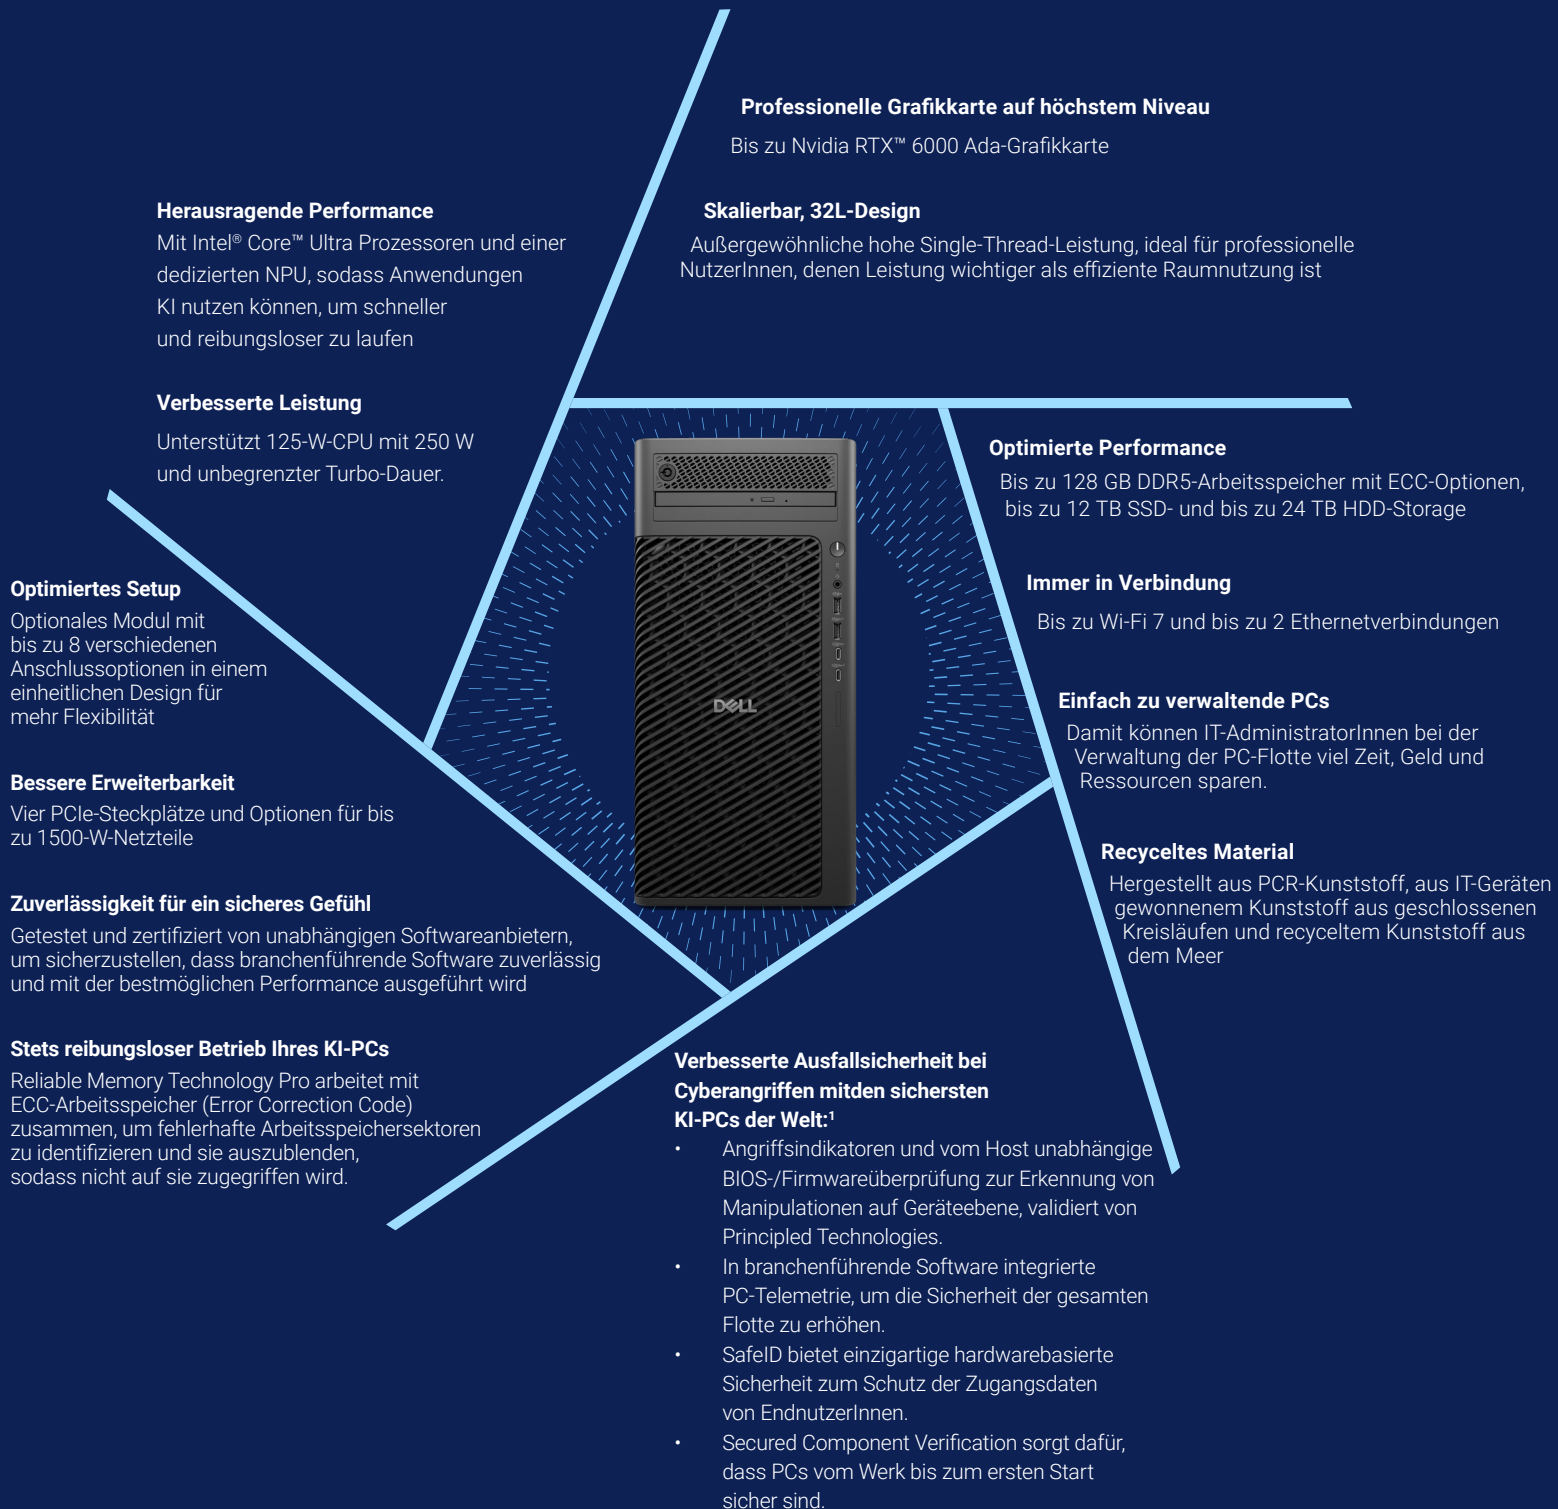 Professionelle Grafikkarte auf höchstem Niveau
Bis zu Nvidia RTX™ 6000 Ada-Grafikkarte
Skalierbar, 32L-Design
Außergewöhnliche hohe Single-Thread-Leistung, ideal für professionelle
NutzerInnen, denen Leistung wichtiger als effiziente Raumnutzung ist
Herausragende Performance
Mit Intel® Core™ Ultra Prozessoren und einer
dedizierten NPU, sodass Anwendungen
KI nutzen können, um schneller
und reibungsloser zu laufen
Verbesserte Leistung
Unterstützt 125-W-CPU mit 250 W
und unbegrenzter Turbo-Dauer.
Optimierte Performance
Bis zu 128 GB DDR5-Arbeitsspeicher mit ECC-Optionen,
bis zu 12 TB SSD- und bis zu 24 TB HDD-Storage
Immer in Verbindung
Bis zu Wi-Fi 7 und bis zu 2 Ethernetverbindungen
Einfach zu verwaltende PCs
Damit können IT-AdministratorInnen bei der
Verwaltung der PC-Flotte viel Zeit, Geld und
Ressourcen sparen.
Recyceltes Material
Hergestellt aus PCR-Kunststoff, aus IT-Geräten
gewonnenem Kunststoff aus geschlossenen
Kreisläufen und recyceltem Kunststoff aus
dem Meer
DELL
Optimiertes Setup
Optionales Modul mit
bis zu 8 verschiedenen
Anschlussoptionen in einem
einheitlichen Design für
mehr Flexibilität
Bessere Erweiterbarkeit
Vier PCIe-Steckplätze und Optionen für bis
zu 1500-W-Netzteile
Zuverlässigkeit für ein sicheres Gefühl
Getestet und zertifiziert von unabhängigen Softwareanbietern,
um sicherzustellen, dass branchenführende Software zuverlässig
und mit der bestmöglichen Performance ausgeführt wird
Stets reibungsloser Betrieb Ihres KI-PCs
Reliable Memory Technology Pro arbeitet mit
ECC-Arbeitsspeicher (Error Correction Code)
zusammen, um fehlerhafte Arbeitsspeichersektoren
zu identifizieren und sie auszublenden,
sodass nicht auf sie zugegriffen wird.
Verbesserte Ausfallsicherheit bei
Cyberangriffen mitden sichersten
KI-PCs der Welt:¹
• Angriffsindikatoren und vom Host unabhängige
BIOS-/Firmwareüberprüfung zur Erkennung von
Manipulationen auf Geräteebene, validiert von
Principled Technologies.
• In branchenführende Software integrierte
PC-Telemetrie, um die Sicherheit der gesamten
Flotte zu erhöhen.
• SafeID bietet einzigartige hardwarebasierte
Sicherheit zum Schutz der Zugangsdaten
von EndnutzerInnen.
• Secured Component Verification sorgt dafür,
dass PCs vom Werk bis zum ersten Start
sicher sind.